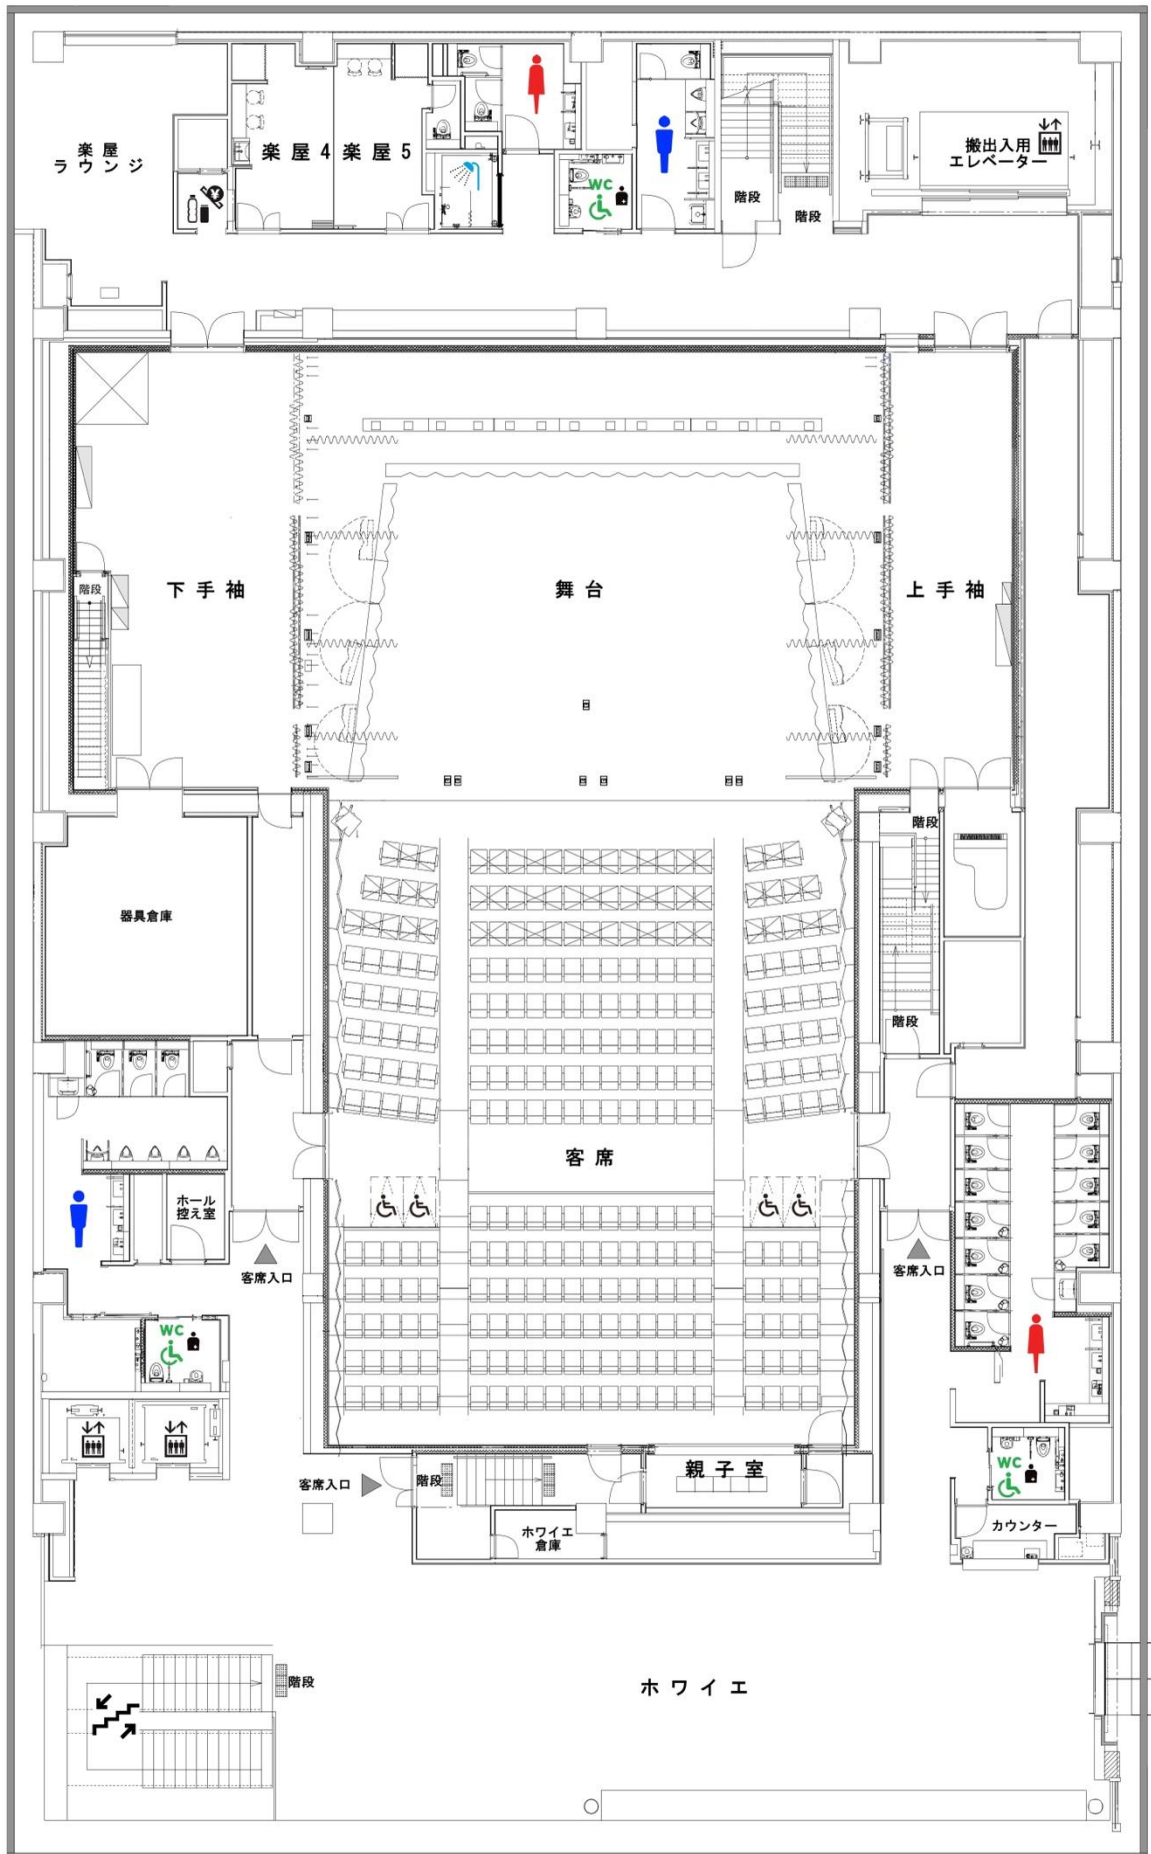 楽屋
ラウンジ
楽屋4
楽屋5
WC
階段
階段
搬出入用
エレベーター
下手袖
階段
舞台
上手袖
階段
器具倉庫
階段
客席
ホール
控え室
客席入口
客席入口
WC
客席入口
階段
親子室
WC
ホワイエ
倉庫
カウンター
階段
ホワイエ